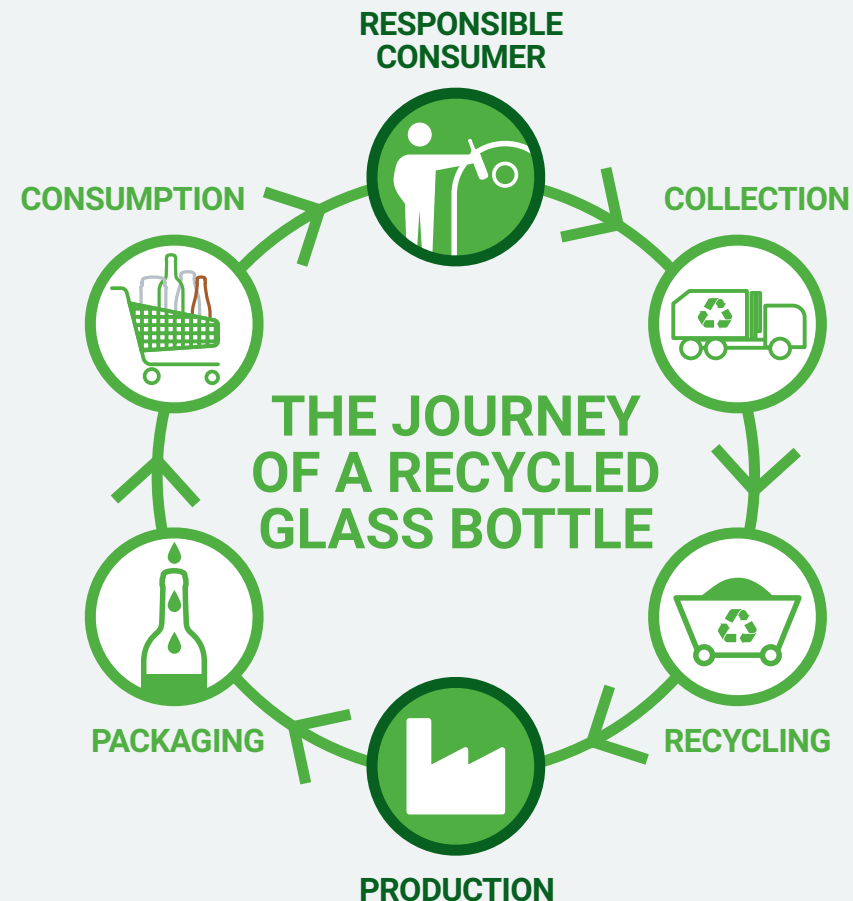 RESPONSIBLE
CONSUMER
CONSUMPTION
COLLECTION
THE JOURNEY
OF A RECYCLED
GLASS BOTTLE
PACKAGING
RECYCLING
PRODUCTION